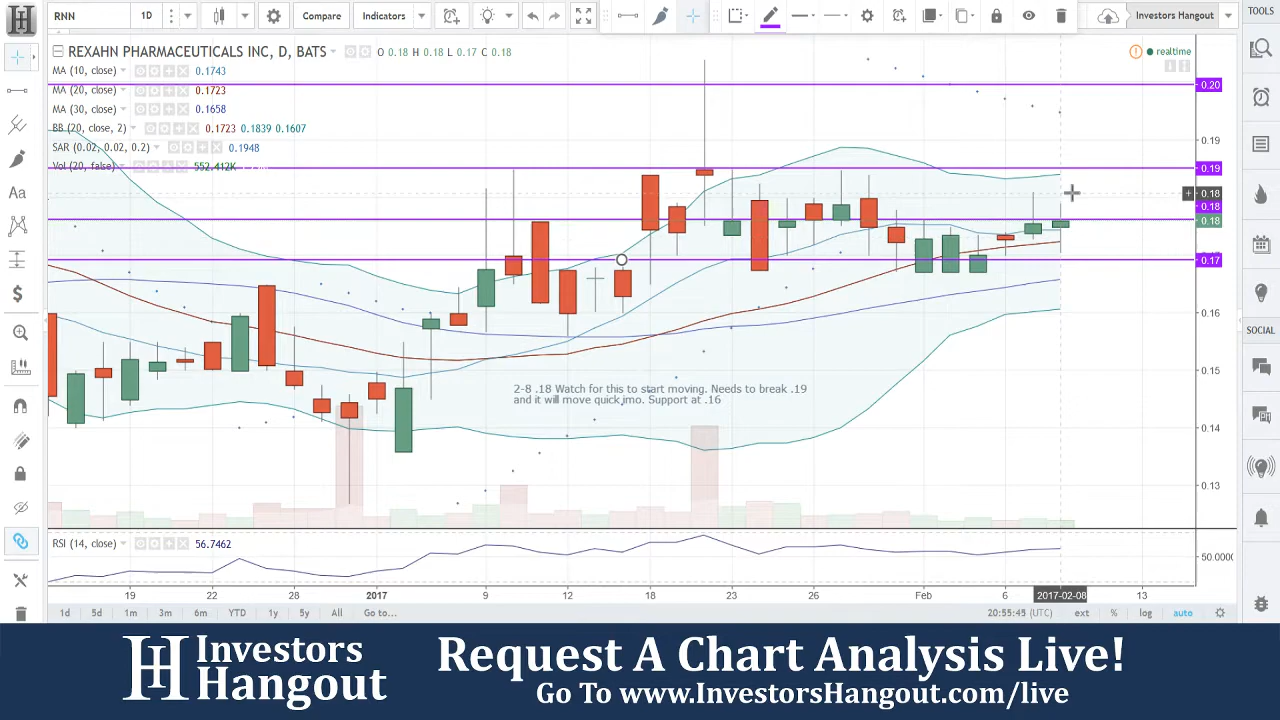 RNN 1D Compare Indicators Investors Hangout TOOLS
REXAHN PHARMACEUTICALS INC, D, BATS O 0.18 H 0.18 L 0.17 C 0.18 realtime
MA (10, close) 0.1743
MA (20, close) 0.1723
MA (30, close) 0.1658
BB (20, close, 2) 0.1723 0.1839 0.1607
SAR (0.02, 0.02, 0.2) 0.1948
Vol (20, false) 552.412K
0.20
0.19
0.19
0.18
0.18
0.18
0.17
0.16
0.15
0.14
0.13
2-8 .18 Watch for this to start moving. Needs to break .19
and it will move quick imo. Support at .16
SOCIAL
RSI (14, close) 56.7462
50.0000
19 22 28 2017 9 12 18 23 26 Feb 6 2017-02-08 13
1d 5d 1m 3m 6m YTD 1y 5y All Go to... 20:55:45 (UTC) ext % log auto
Investors
Hangout
Request A Chart Analysis Live!
Go To www.InvestorsHangout.com/live